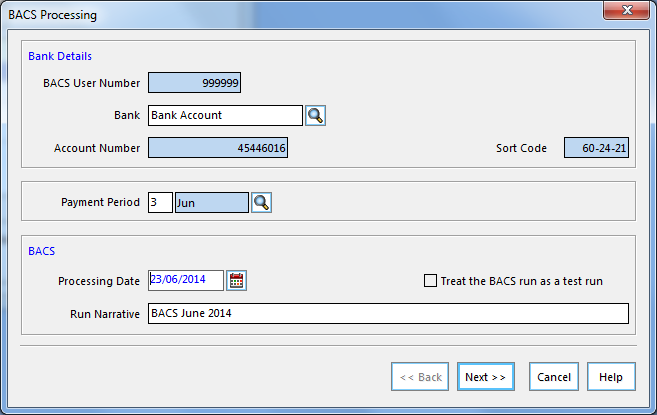 BACS Processing
Bank Details
BACS User Number 999999
Bank Bank Account
Account Number 45446016 Sort Code 60-24-21
Payment Period 3 Jun
BACS
Processing Date 23/06/2014 Treat the BACS run as a test run
Run Narrative BACS June 2014
<< Back Next >> Cancel Help